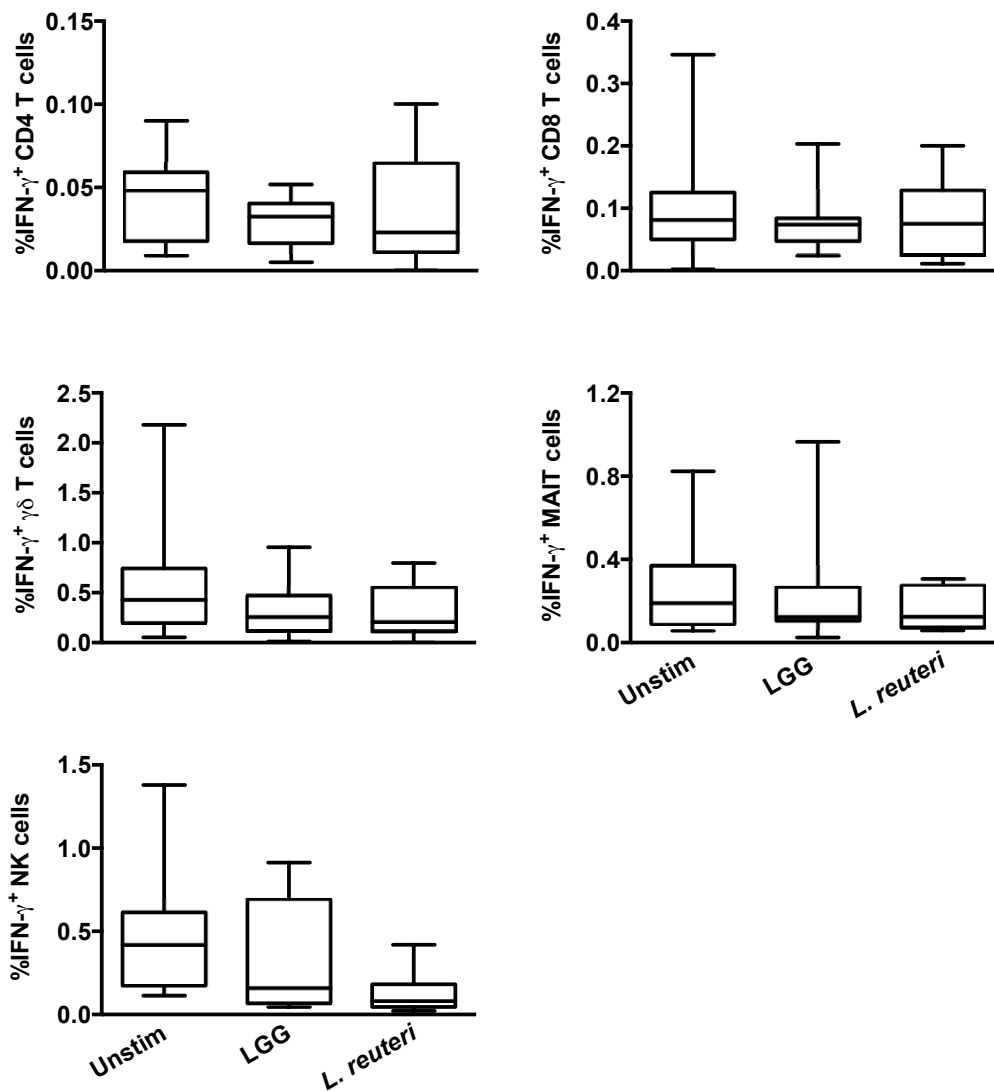 %IFN-γ⁺ CD4 T cells
0.15
0.10
0.05
0.00
%IFN-γ⁺ CD8 T cells
0.4
0.3
0.2
0.1
0.0
%IFN-γ⁺ γδ T cells
2.5
2.0
1.5
1.0
0.5
0.0
%IFN-γ⁺ MAIT cells
1.2
0.8
0.4
0.0
Unstim
LGG
L. reuteri
%IFN-γ⁺ NK cells
1.5
1.0
0.5
0.0
Unstim
LGG
L. reuteri